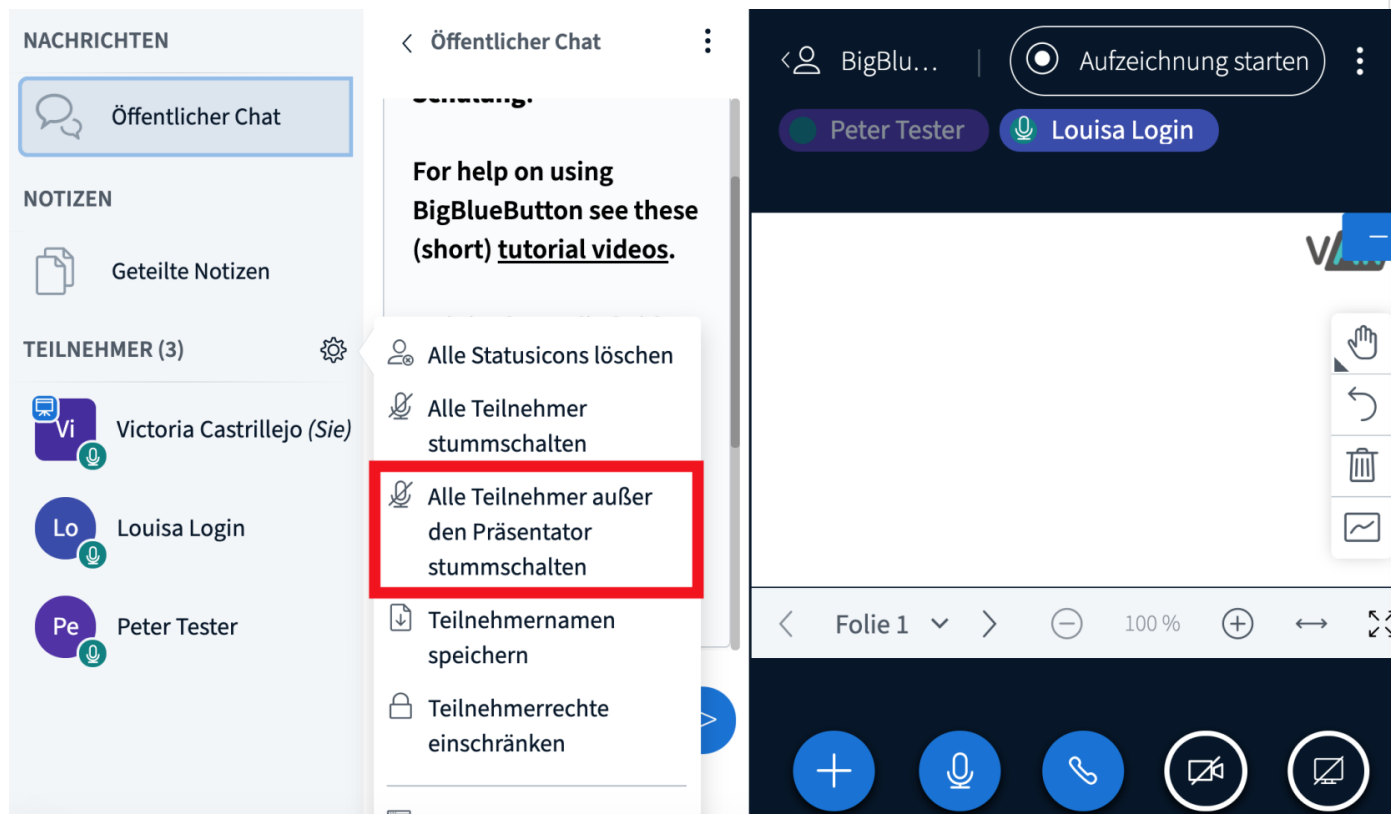 NACHRICHTEN
Öffentlicher Chat
NOTIZEN
Geteilte Notizen
TEILNEHMER (3)
Vi
Victoria Castrillejo (Sie)
Lo
Louisa Login
Pe
Peter Tester
Öffentlicher Chat
Schulung!
For help on using
BigBlueButton see these
(short) tutorial videos.
Alle Statusicons löschen
Alle Teilnehmer
stummschalten
Alle Teilnehmer außer
den Präsentator
stummschalten
Teilnehmernamen
speichern
Teilnehmerrechte
einschränken
BigBlu…
Aufzeichnung starten
Peter Tester
Louisa Login
Folie 1
100 %